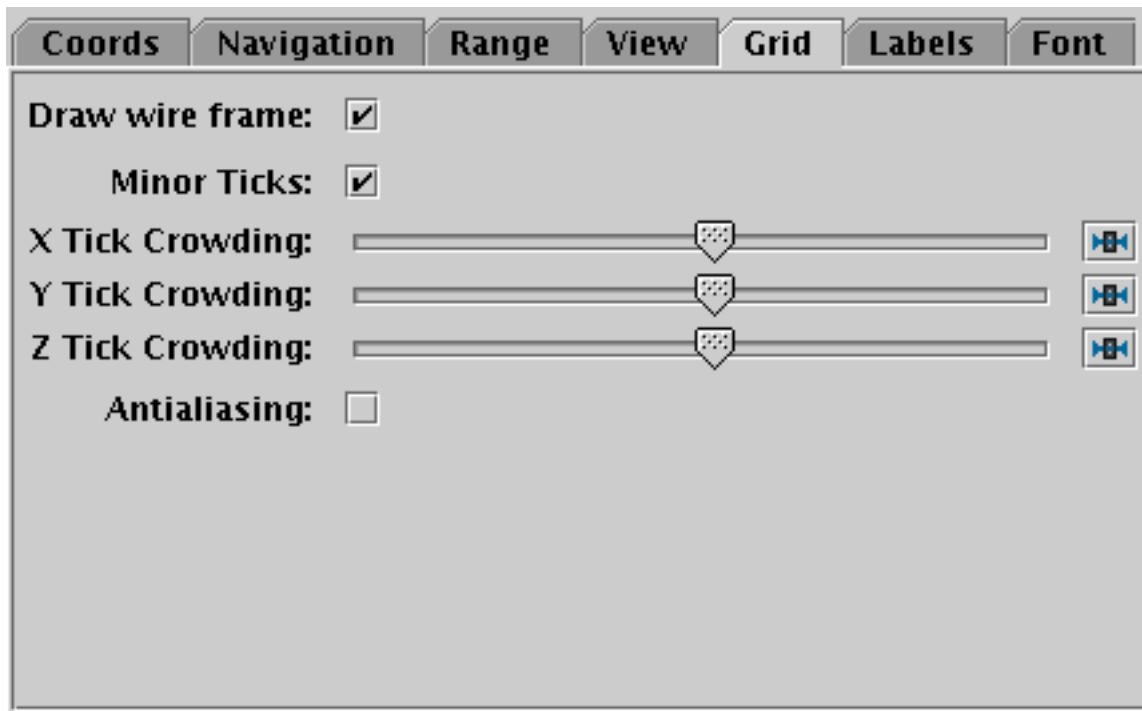 Coords Navigation Range View Grid Labels Font
Draw wire frame:
Minor Ticks:
X Tick Crowding:
Y Tick Crowding:
Z Tick Crowding:
Antialiasing: